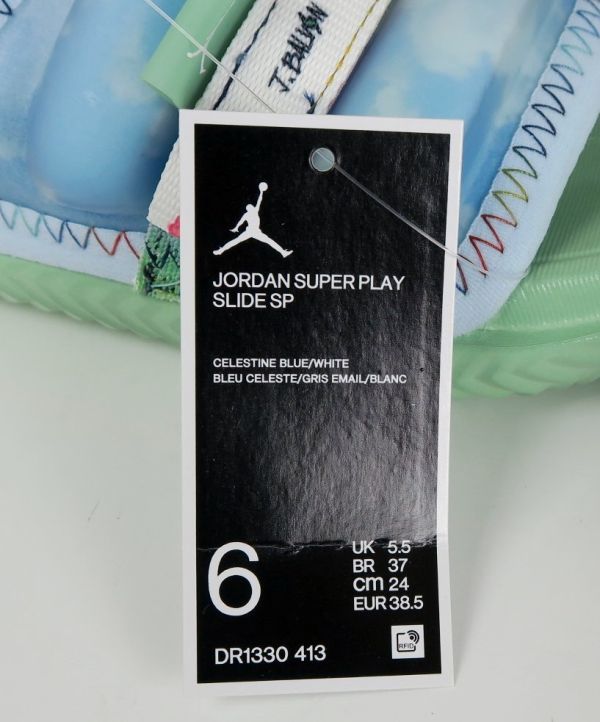 J. BALVIN
JORDAN SUPER PLAY
SLIDE SP
CELESTINE BLUE/WHITE
BLEU CELESTE/GRIS EMAIL/BLANC
6
UK 5.5
BR 37
cm 24
EUR 38.5
DR1330 413
RFID